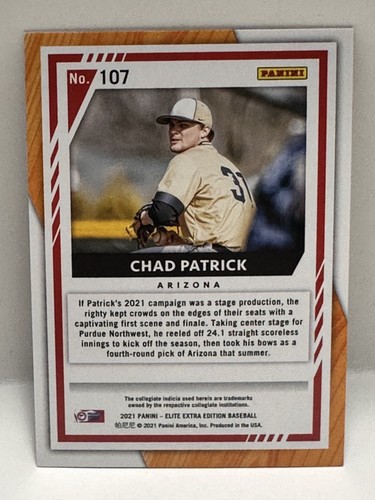 No. 107
PANINI
31
CHAD PATRICK
ARIZONA
If Patrick's 2021 campaign was a stage production, the
righty kept crowds on the edges of their seats with a
captivating first scene and finale. Taking center stage for
Purdue Northwest, he reeled off 24.1 straight scoreless
innings to kick off the season, then took his bows as a
fourth-round pick of Arizona that summer.
The collegiate indicia used herein are trademarks
owned by the respective collegiate institutions.
2021 PANINI – ELITE EXTRA EDITION BASEBALL
帕尼尼 © 2021 Panini America, Inc. Produced in the USA.